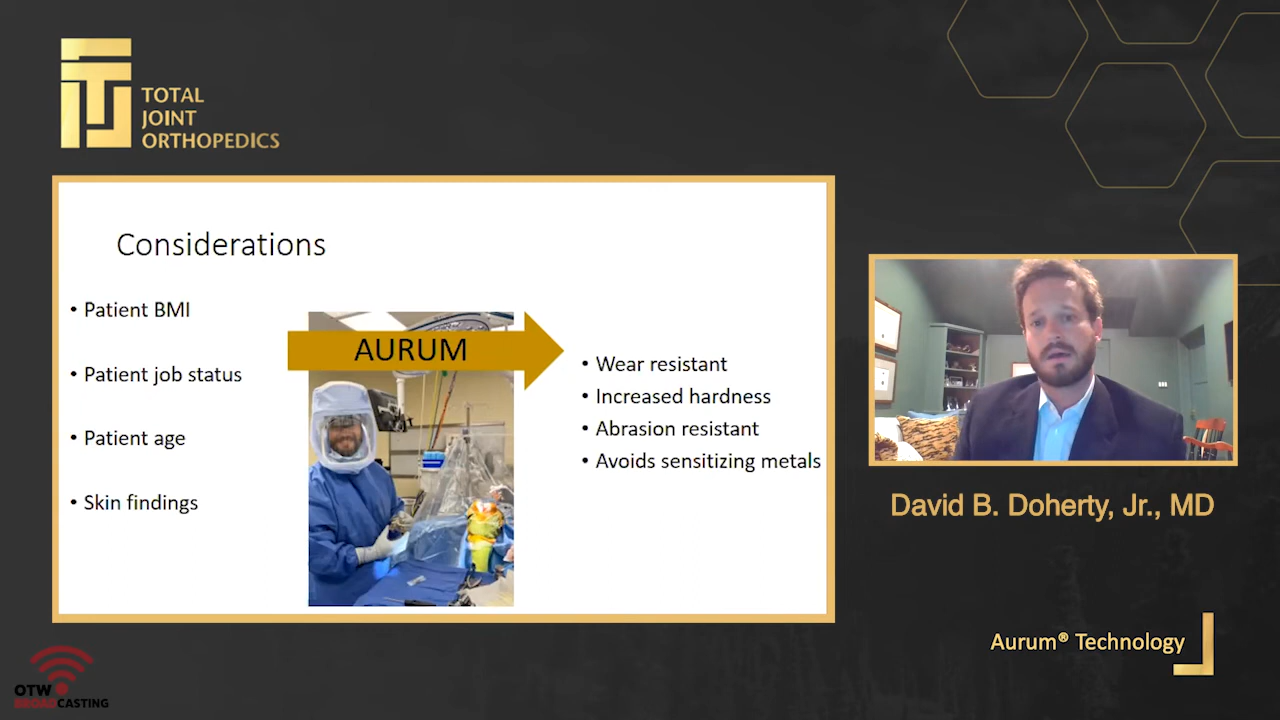 TOTAL
JOINT
ORTHOPEDICS
Considerations
• Patient BMI
• Patient job status
• Patient age
• Skin findings
AURUM
• Wear resistant
• Increased hardness
• Abrasion resistant
• Avoids sensitizing metals
David B. Doherty, Jr., MD
Aurum® Technology
OTW
BROADCASTING